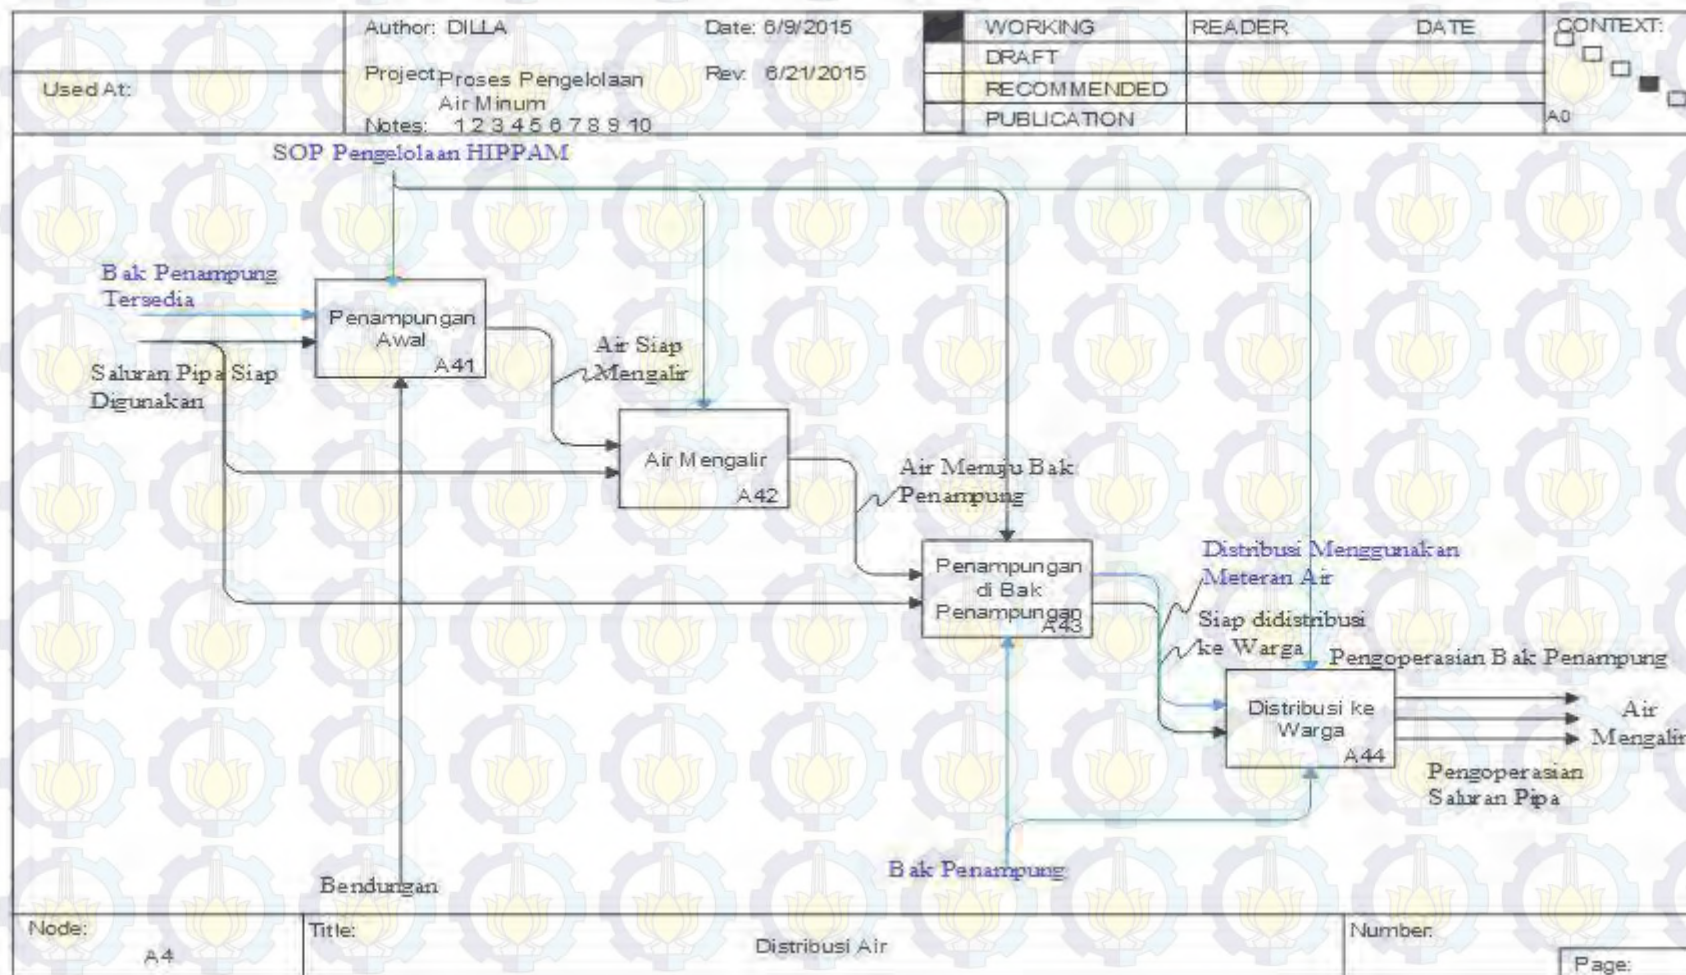 Used At:
Author: DILLA
Date: 6/9/2015
Project: Proses Pengelolaan
Air Minum
Rev: 6/21/2015
Notes: 1 2 3 4 5 6 7 8 9 10
WORKING
DRAFT
RECOMMENDED
PUBLICATION
READER
DATE
CONTEXT:
A0
SOP Pengelolaan HIPPAM
Bak Penampung
Tersedia
Saluran Pipa Siap
Digunakan
Penampungan
Awal
A41
Air Siap
Mengalir
Air Mengalir
A42
Air Menuju Bak
Penampung
Penampungan
di Bak
Penampungan
A43
Distribusi Menggunakan
Meteran Air
Siap didistribusi
ke Warga
Pengoperasian Bak Penampung
Distribusi ke
Warga
A44
Air
Mengalir
Pengoperasian
Saluran Pipa
Bak Penampung
Bendungan
Node:
A4
Title:
Distribusi Air
Number:
Page: